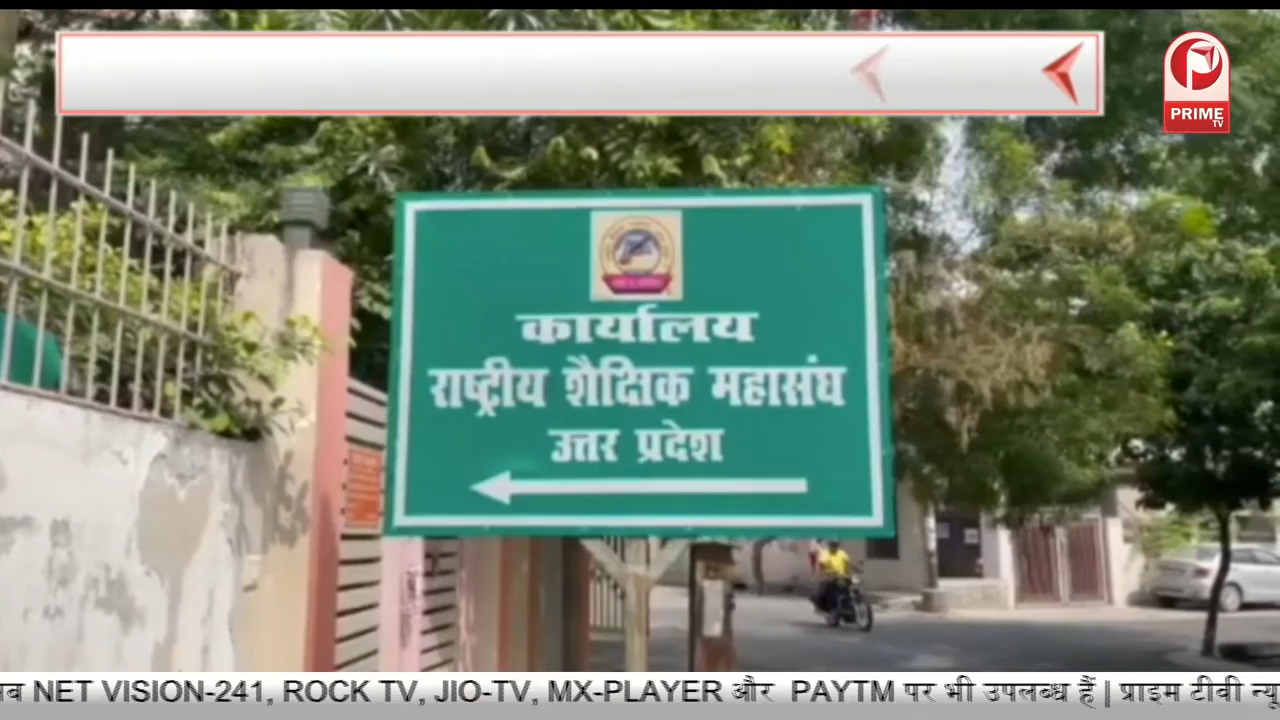 PRIME
TV
कार्यालय
राष्ट्रीय शैक्षिक महासंघ
उत्तर प्रदेश
NET VISION-241, ROCK TV, JIO-TV, MX-PLAYER और PAYTM पर भी उपलब्ध हैं | प्राइम टीवी